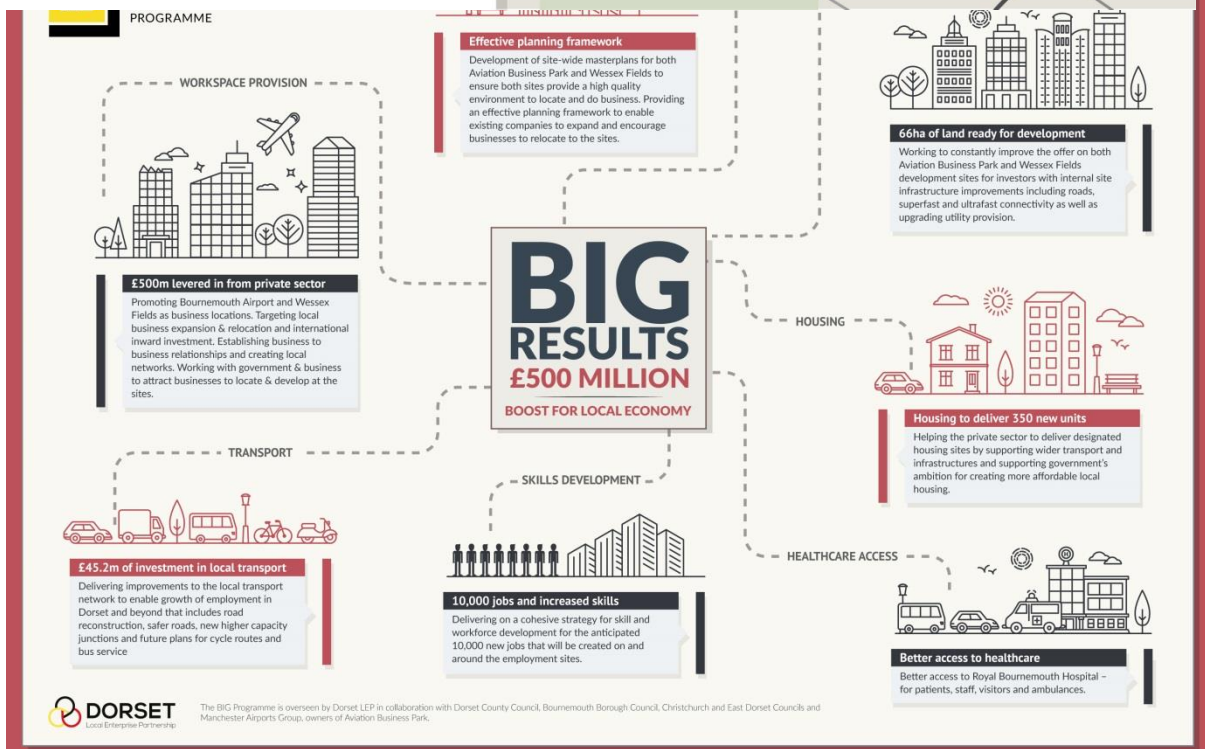 PROGRAMME
Effective planning framework
Development of site-wide masterplans for both
Aviation Business Park and Wessex Fields to
ensure both sites provide a high quality
environment to locate and do business. Providing
an effective planning framework to enable
existing companies to expand and encourage
businesses to relocate to the sites.
66ha of land ready for development
Working to constantly improve the offer on both
Aviation Business Park and Wessex Fields
development sites for investors with internal site
infrastructure improvements including roads,
superfast and ultrafast connectivity as well as
upgrading utility provision.
WORKSPACE PROVISION
£500m levered in from private sector
Promoting Bournemouth Airport and Wessex
Fields as business locations. Targeting local
business expansion & relocation and international
inward investment. Establishing business to
business relationships and creating local
networks. Working with government & business
to attract businesses to locate & develop at the
sites.
BIG
RESULTS
£500 MILLION
BOOST FOR LOCAL ECONOMY
HOUSING
Housing to deliver 350 new units
Helping the private sector to deliver designated
housing sites by supporting wider transport and
infrastructures and supporting government's
ambition for creating more affordable local
housing.
TRANSPORT
£45.2m of investment in local transport
Delivering improvements to the local transport
network to enable growth of employment in
Dorset and beyond that includes road
reconstruction, safer roads, new higher capacity
junctions and future plans for cycle routes and
bus service
SKILLS DEVELOPMENT
10,000 jobs and increased skills
Delivering on a cohesive strategy for skill and
workforce development for the anticipated
10,000 new jobs that will be created on and
around the employment sites.
HEALTHCARE ACCESS
H
Better access to healthcare
Better access to Royal Bournemouth Hospital –
for patients, staff, visitors and ambulances.
DORSET
Local Enterprise Partnership
The BIG Programme is overseen by Dorset LEP in collaboration with Dorset County Council, Bournemouth Borough Council, Christchurch and East Dorset Councils and
Manchester Airports Group, owners of Aviation Business Park.